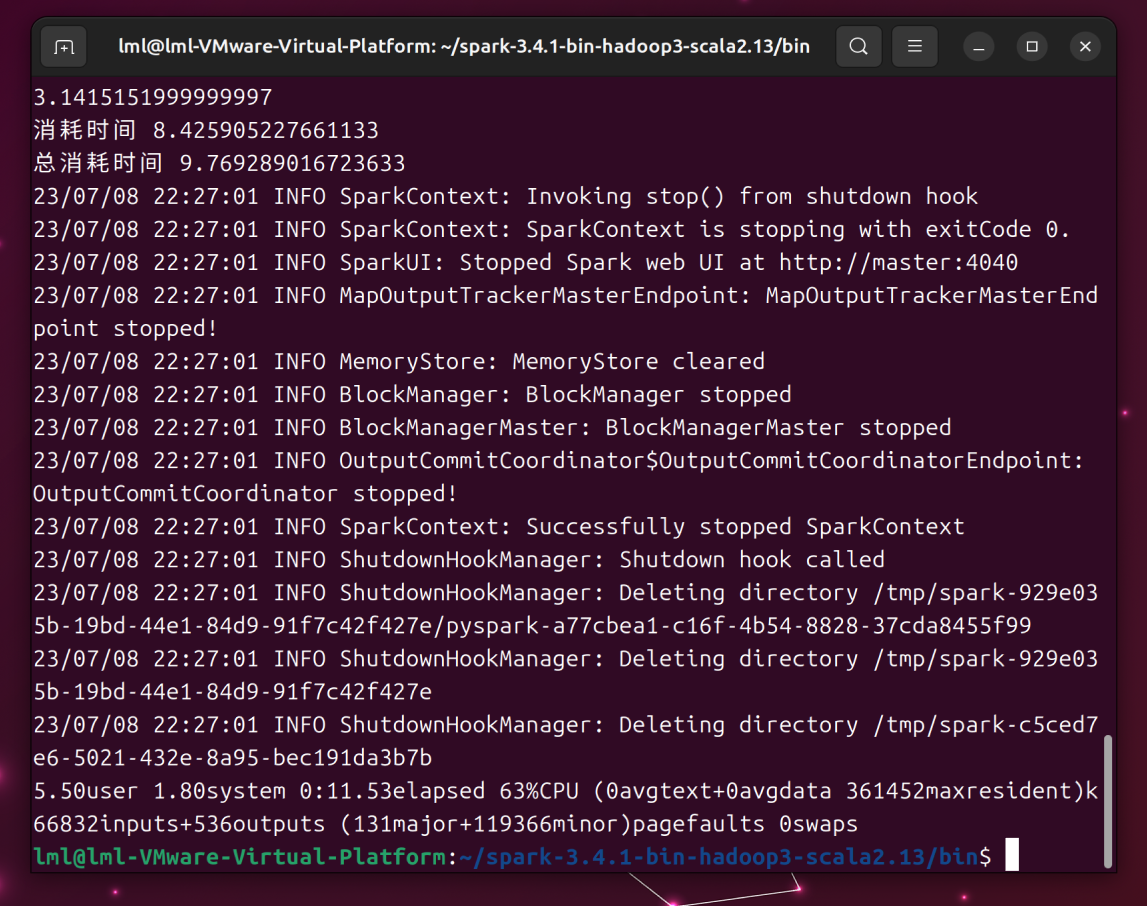 lml@lml-VMware-Virtual-Platform: ~/spark-3.4.1-bin-hadoop3-scala2.13/bin
3.1415151999999997
消耗时间 8.425905227661133
总消耗时间 9.769289016723633
23/07/08 22:27:01 INFO SparkContext: Invoking stop() from shutdown hook
23/07/08 22:27:01 INFO SparkContext: SparkContext is stopping with exitCode 0.
23/07/08 22:27:01 INFO SparkUI: Stopped Spark web UI at http://master:4040
23/07/08 22:27:01 INFO MapOutputTrackerMasterEndpoint: MapOutputTrackerMasterEnd
point stopped!
23/07/08 22:27:01 INFO MemoryStore: MemoryStore cleared
23/07/08 22:27:01 INFO BlockManager: BlockManager stopped
23/07/08 22:27:01 INFO BlockManagerMaster: BlockManagerMaster stopped
23/07/08 22:27:01 INFO OutputCommitCoordinator$OutputCommitCoordinatorEndpoint:
OutputCommitCoordinator stopped!
23/07/08 22:27:01 INFO SparkContext: Successfully stopped SparkContext
23/07/08 22:27:01 INFO ShutdownHookManager: Shutdown hook called
23/07/08 22:27:01 INFO ShutdownHookManager: Deleting directory /tmp/spark-929e03
5b-19bd-44e1-84d9-91f7c42f427e/pyspark-a77cbea1-c16f-4b54-8828-37cda8455f99
23/07/08 22:27:01 INFO ShutdownHookManager: Deleting directory /tmp/spark-929e03
5b-19bd-44e1-84d9-91f7c42f427e
23/07/08 22:27:01 INFO ShutdownHookManager: Deleting directory /tmp/spark-c5ced7
e6-5021-432e-8a95-bec191da3b7b
5.50user 1.80system 0:11.53elapsed 63%CPU (0avgtext+0avgdata 361452maxresident)k
66832inputs+536outputs (131major+119366minor)pagefaults 0swaps
lml@lml-VMware-Virtual-Platform:~/spark-3.4.1-bin-hadoop3-scala2.13/bin$